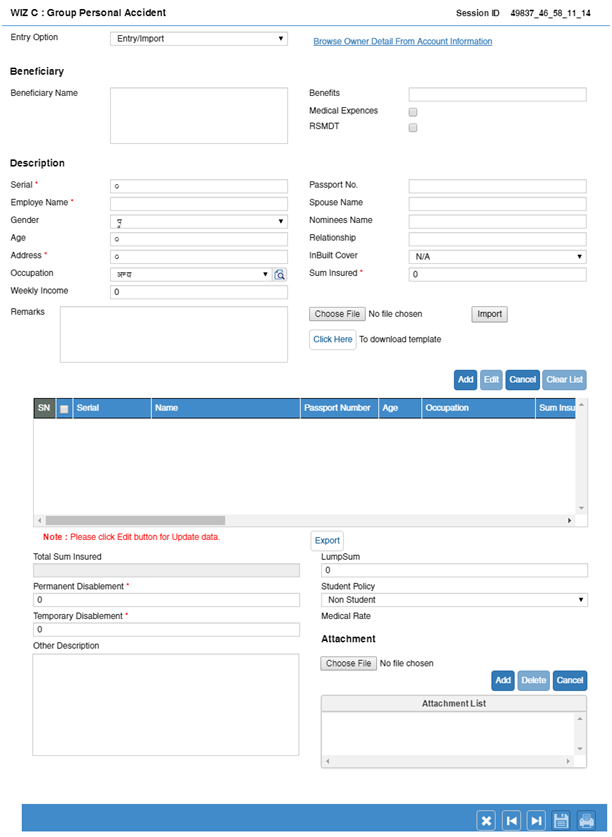 WIZ C : Group Personal Accident
Session ID 49837_46_58_11_14
Entry Option
Entry/Import
Browse Owner Detail From Account Information
Beneficiary
Beneficiary Name
Benefits
Medical Expences
RSMDT
Description
Serial *
०
Passport No.
Employe Name *
Spouse Name
Gender
पु
Nominees Name
Age
०
Relationship
Address *
०
InBuilt Cover
N/A
Occupation
अन्य
Sum Insured *
0
Weekly Income
0
Remarks
Choose File No file chosen
Import
Click Here To download template
Add Edit Cancel Clear List
SN Serial Name Passport Number Age Occupation Sum Insu
Note : Please click Edit button for Update data.
Export
Total Sum Insured
LumpSum
0
Permanent Disablement *
0
Student Policy
Non Student
Temporary Disablement *
0
Medical Rate
Other Description
Attachment
Choose File No file chosen
Add Delete Cancel
Attachment List